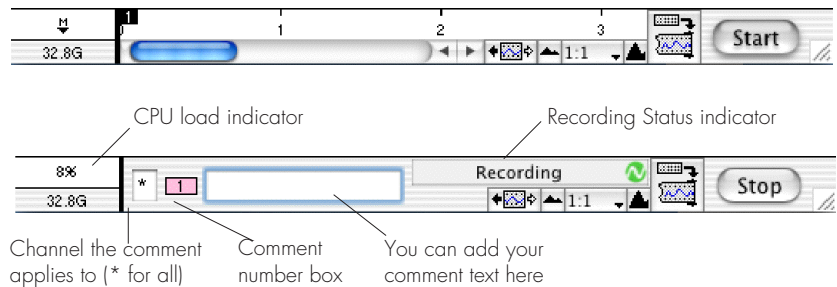 M 1 0 1 2 3
32.8G 1:1 Start
CPU load indicator Recording Status indicator
8% * 1 Recording
32.8G 1:1 Stop
Channel the comment Comment You can add your
applies to (* for all) number box comment text here